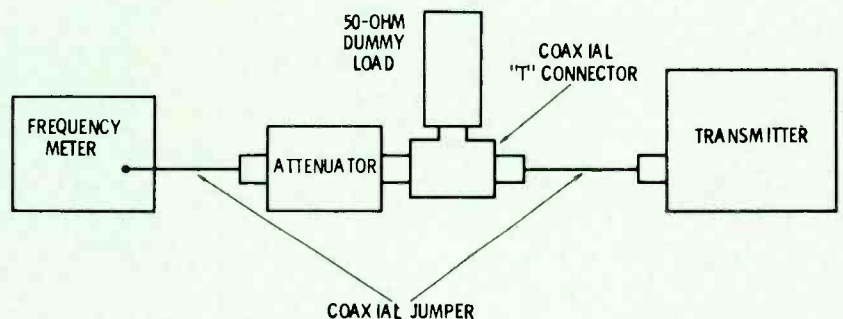 50-OHM
DUMMY
LOAD
COAXIAL
"T" CONNECTOR
FREQUENCY
METER
ATTENUATOR
TRANSMITTER
COAXIAL JUMPER